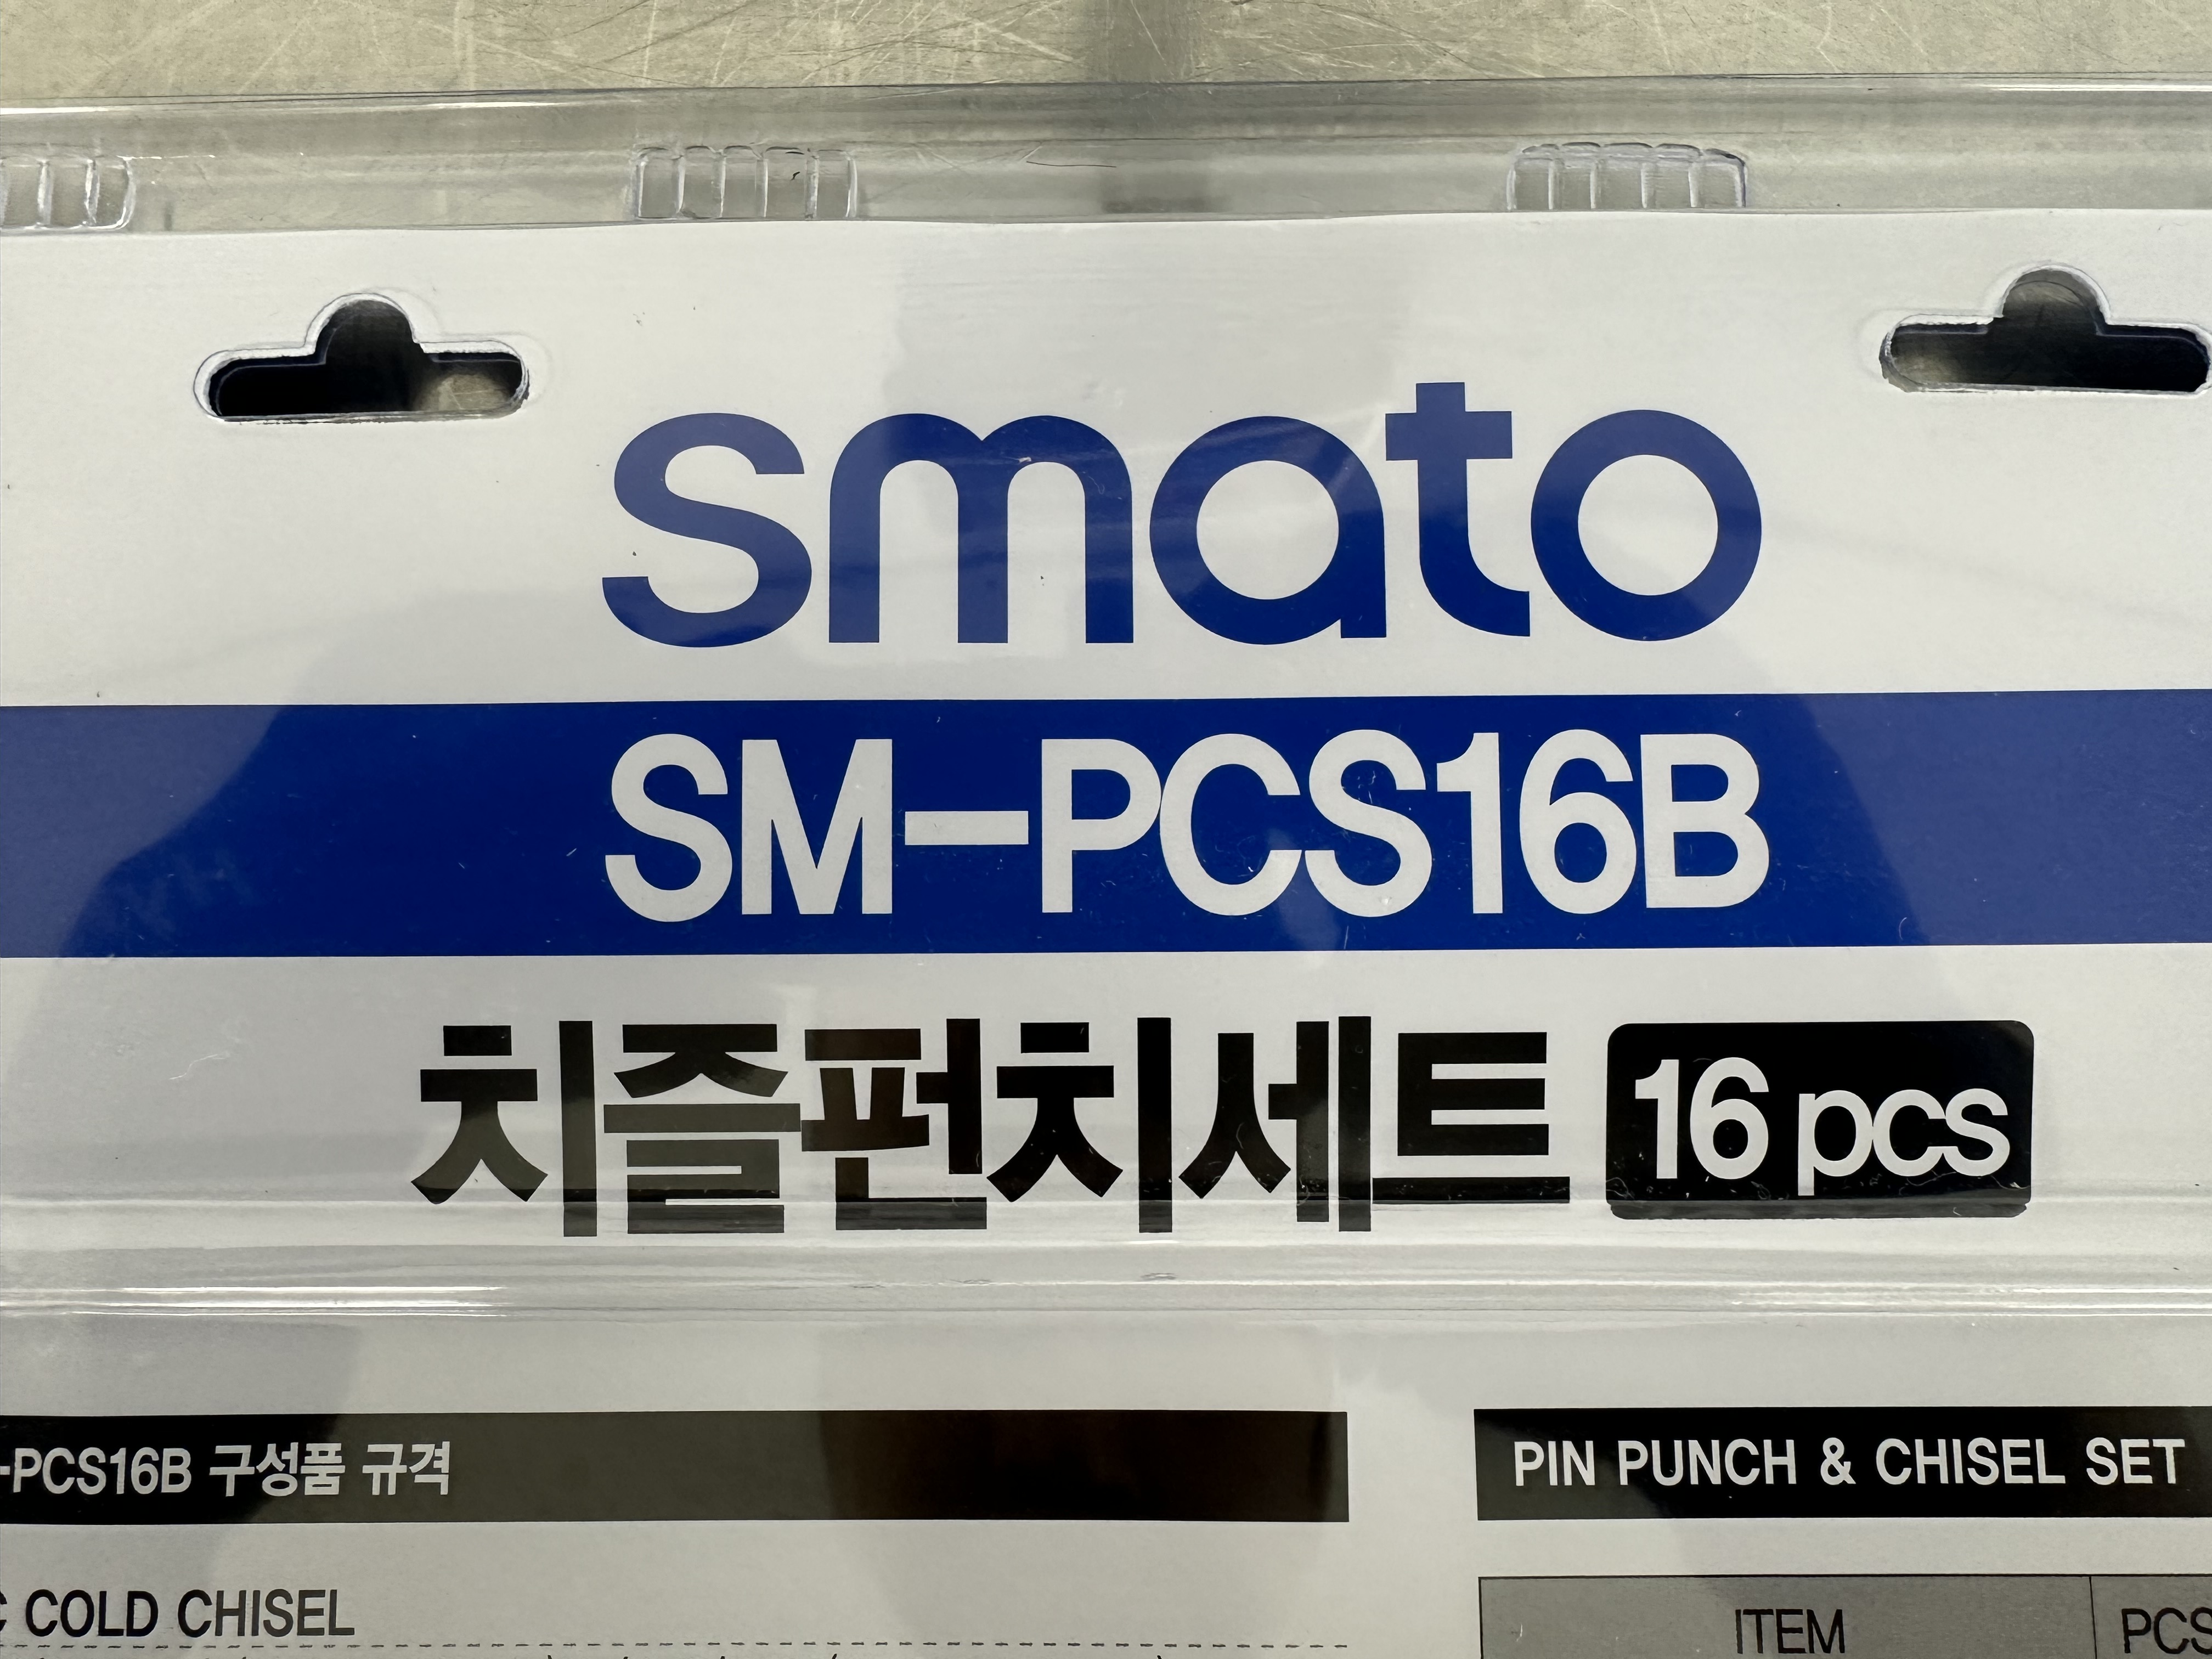 smato
SM-PCS16B
치즐펀치세트 16 pcs
-PCS16B 구성품 규격
PIN PUNCH & CHISEL SET
COLD CHISEL
ITEM
PCS